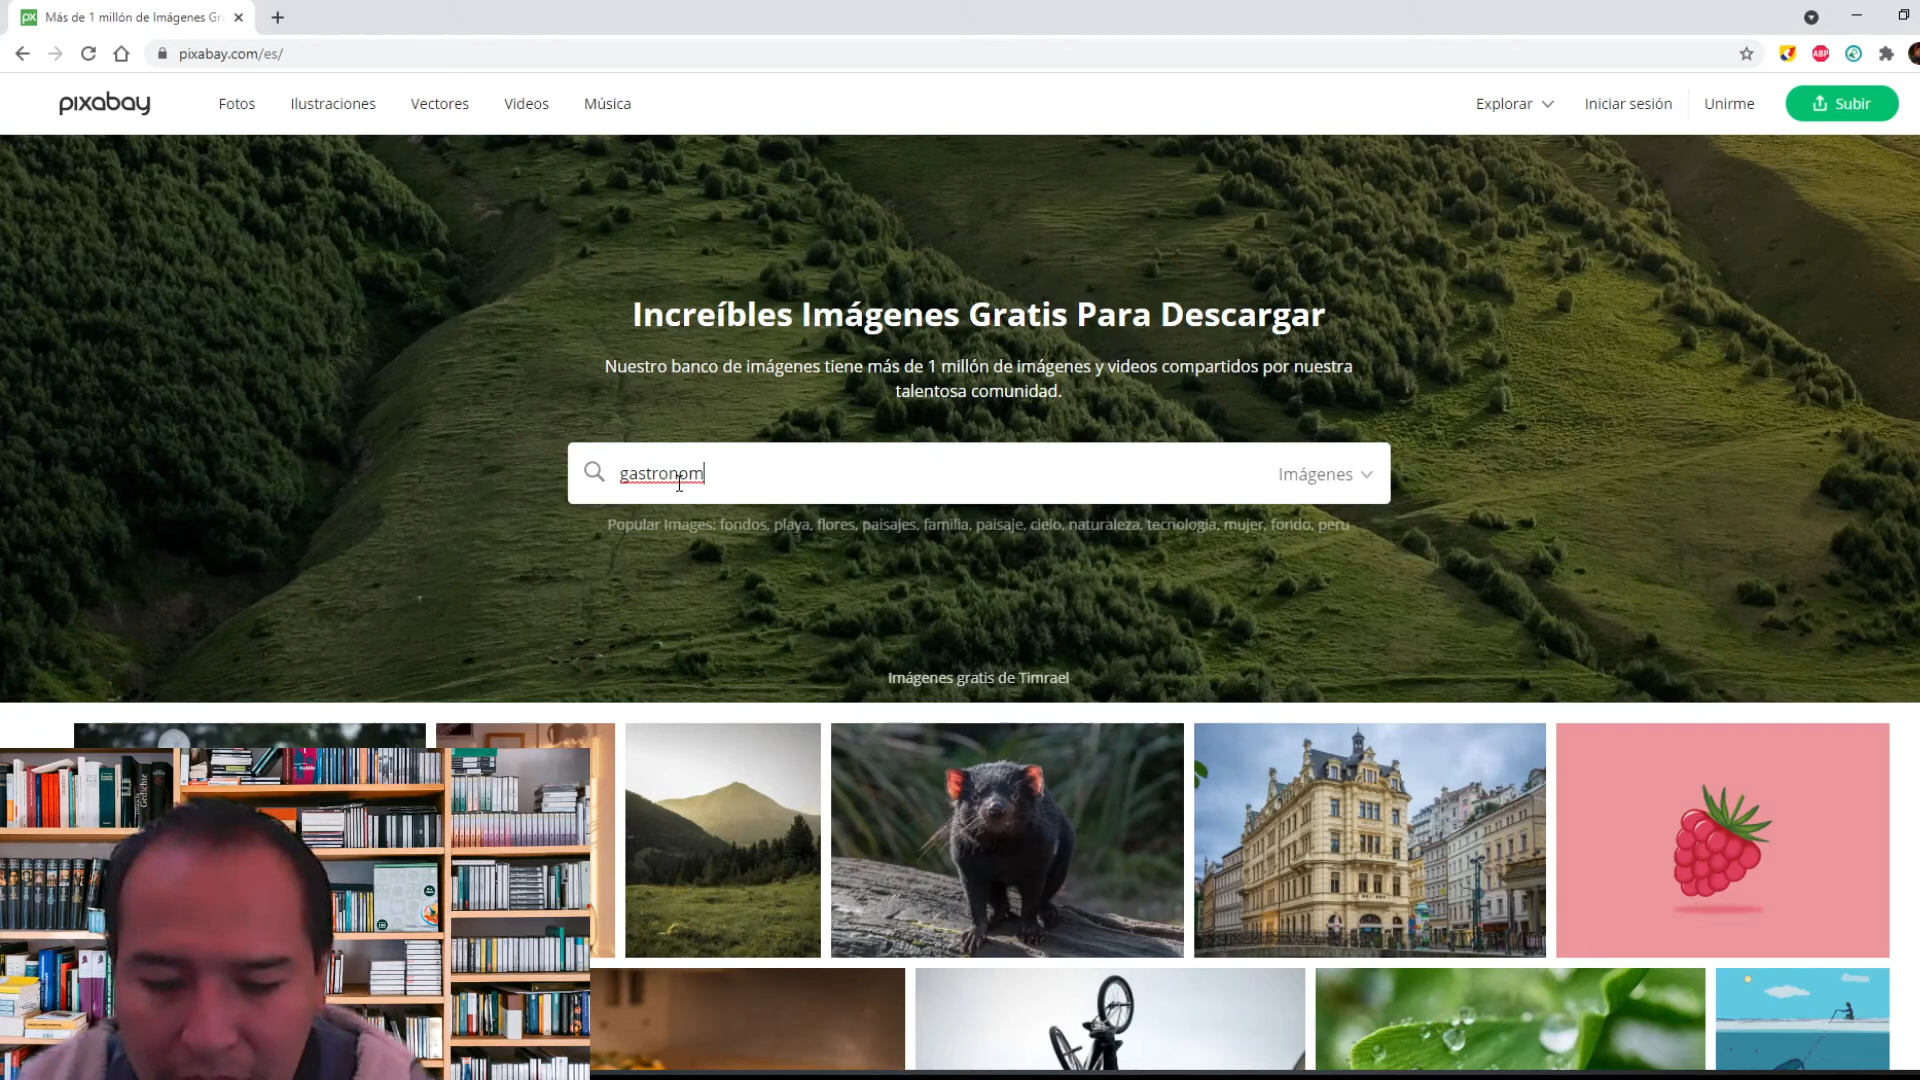 px Más de 1 millón de Imágenes Gr
pixabay.com/es/
ABP
pixabay Fotos Ilustraciones Vectores Videos Música Explorar Iniciar sesión Unirme Subir
Increíbles Imágenes Gratis Para Descargar
Nuestro banco de imágenes tiene más de 1 millón de imágenes y videos compartidos por nuestra
talentosa comunidad.
gastronom Imágenes
Popular Images: fondos, playa, flores, paisajes, familia, paisaje, cielo, naturaleza, tecnologia, mujer, fondo, peru
Imágenes gratis de Timrael
Gedichte